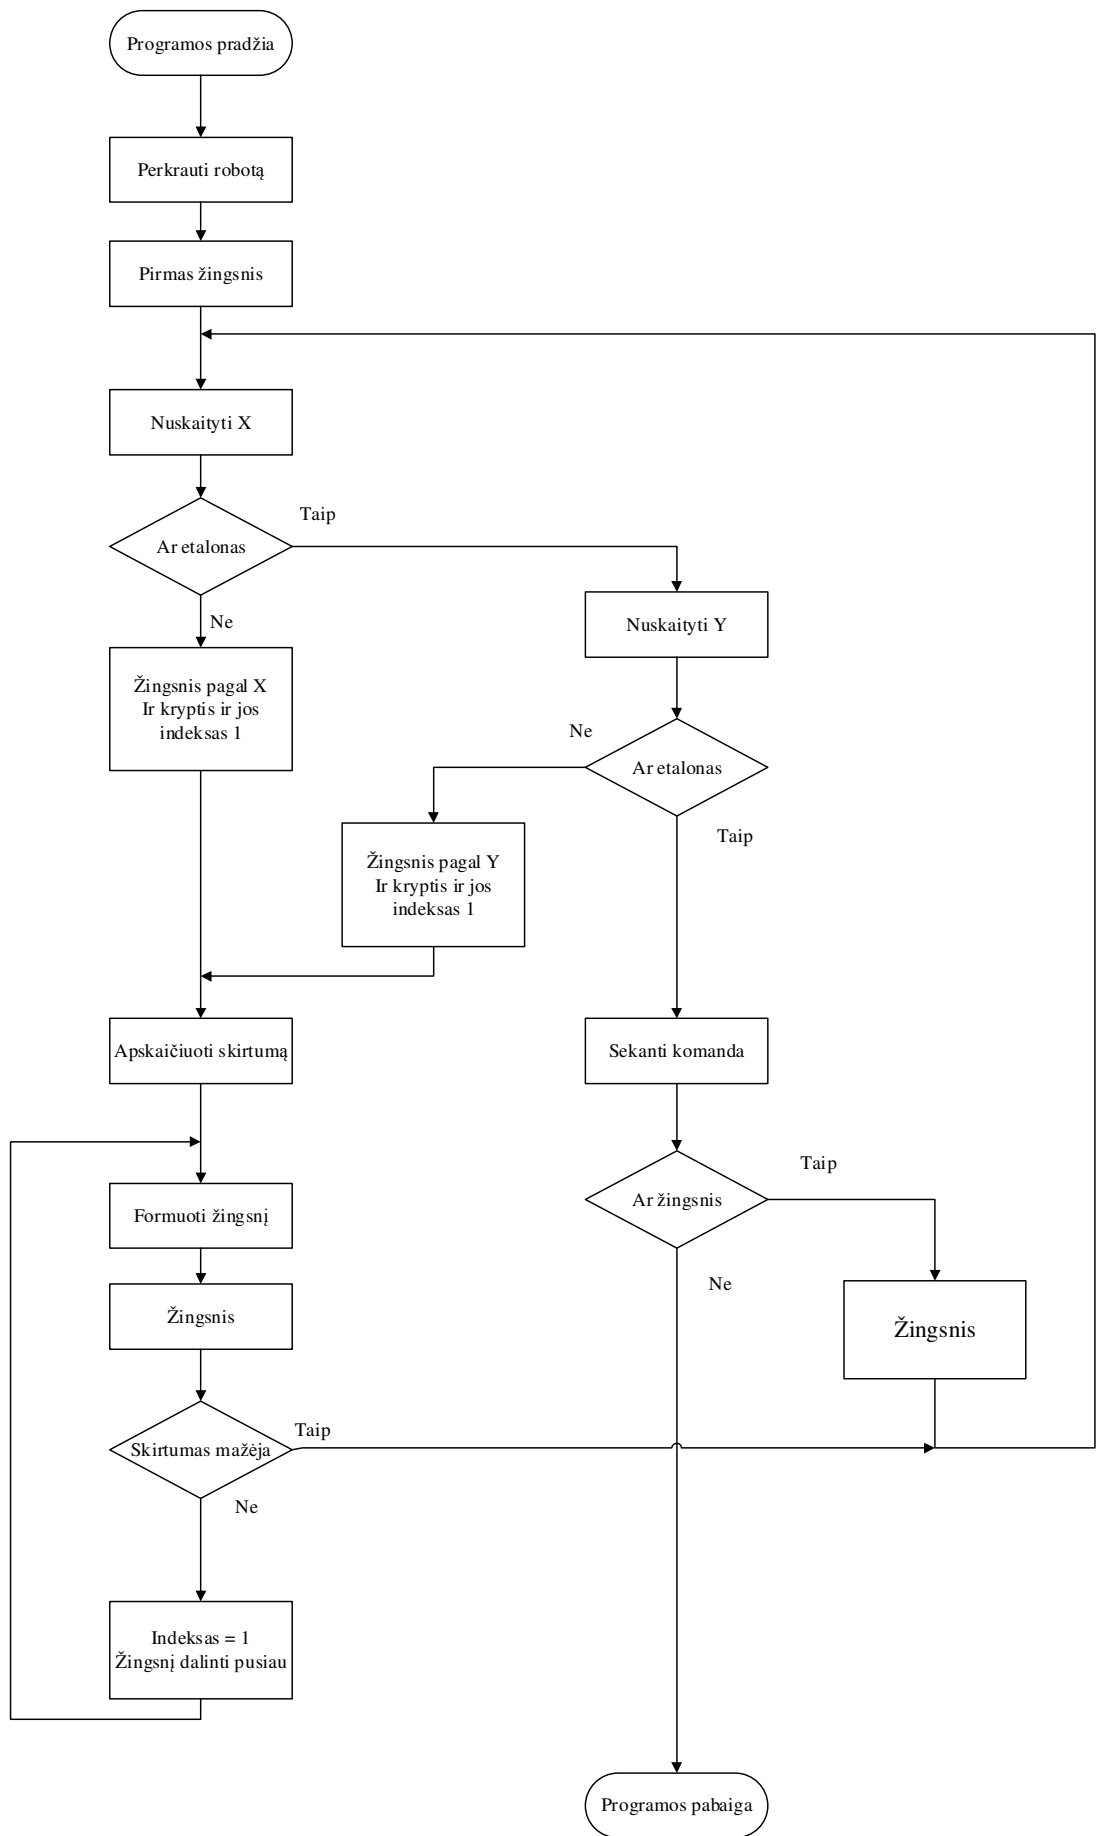 Programos pradžia
Perkrauti robotą
Pirmas žingsnis
Nuskaityti X
Taip
Ar etalonas
Ne
Nuskaityti Y
Žingsnis pagal X
Ir kryptis ir jos
indeksas 1
Ne
Ar etalonas
Taip
Žingsnis pagal Y
Ir kryptis ir jos
indeksas 1
Apskaičiuoti skirtumą
Sekanti komanda
Taip
Ar žingsnis
Formuoti žingsnį
Ne
Žingsnis
Žingsnis
Taip
Skirtumas mažėja
Ne
Indeksas = 1
Žingsnį dalinti pusiau
Programos pabaiga